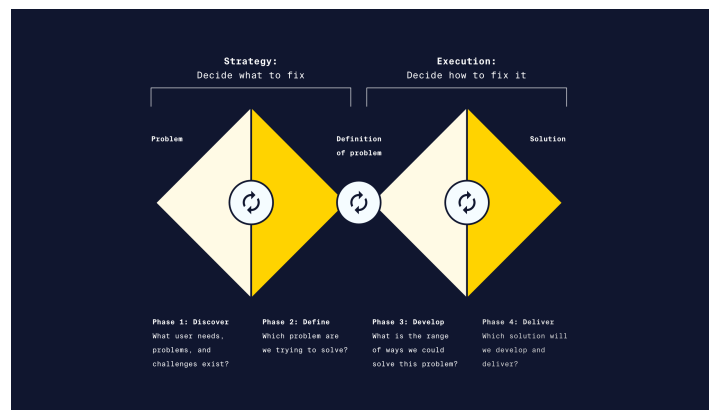 Strategy:
Decide what to fix
Execution:
Decide how to fix it
Problem
Definition
of problem
Solution
Phase 1: Discover
What user needs,
problems, and
challenges exist?
Phase 2: Define
Which problem are
we trying to solve?
Phase 3: Develop
What is the range
of ways we could
solve this problem?
Phase 4: Deliver
Which solution will
we develop and
deliver?